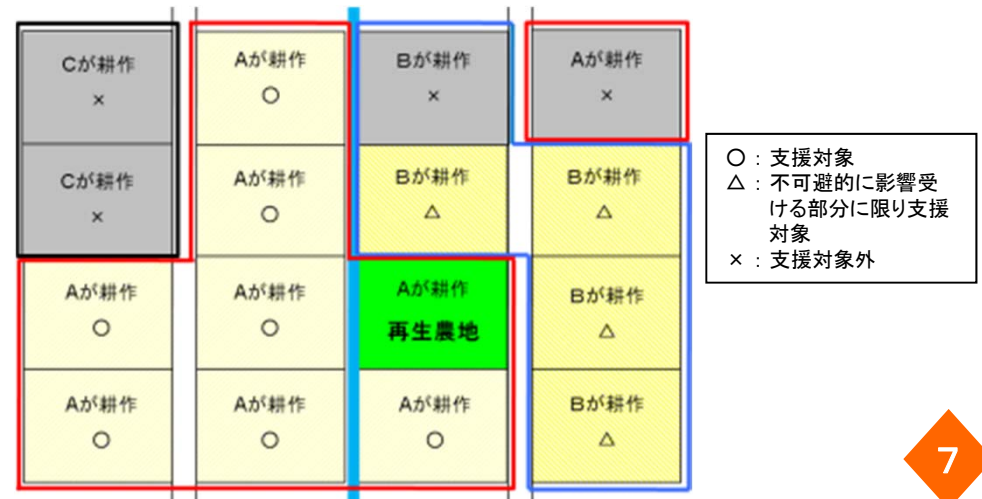 Cが耕作
×
Aが耕作
○
Bが耕作
×
Aが耕作
×
Cが耕作
×
Aが耕作
○
Bが耕作
△
Bが耕作
△
Aが耕作
○
Aが耕作
○
Aが耕作
再生農地
Bが耕作
△
Aが耕作
○
Aが耕作
○
Aが耕作
○
Bが耕作
△
○：支援対象
△：不可避的に影響受
ける部分に限り支援
対象
×：支援対象外
7